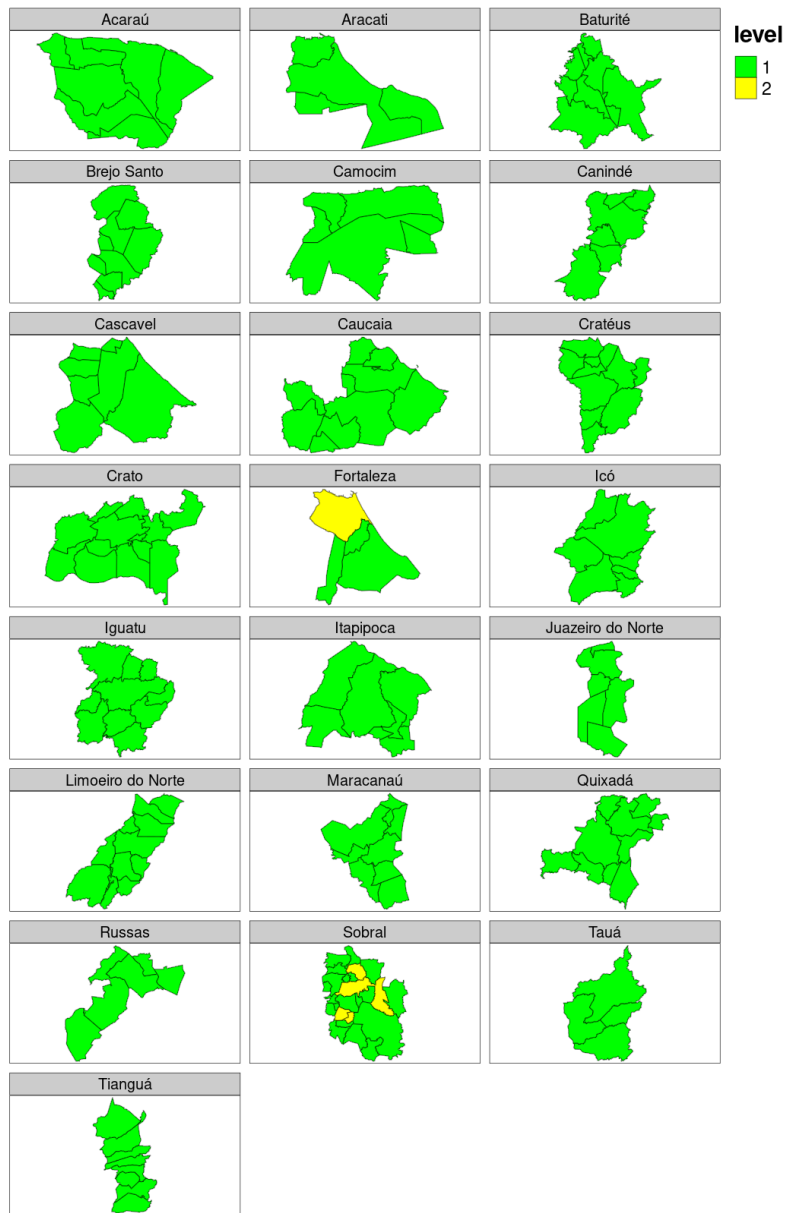 Acaraú
Aracati
Baturité
level
1
2
Brejo Santo
Camocim
Canindé
Cascavel
Caucaia
Cratéus
Crato
Fortaleza
Icó
Iguatu
Itapipoca
Juazeiro do Norte
Limoeiro do Norte
Maracanaú
Quixadá
Russas
Sobral
Tauá
Tianguá